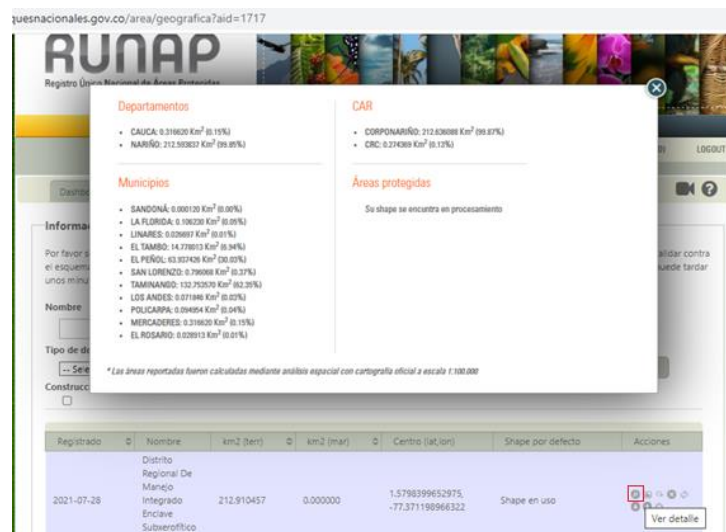 quesnacionales.gov.co/area/geografica?aid=1717
RUNAP
Registro Único Nacional de Áreas Protegidas
LOGOUT
Departamentos
CAUCA: 0.316620 Km² (0.15%)
NARIÑO: 212.593837 Km² (99.85%)
CAR
CORPONARIÑO: 212.636088 Km² (99.87%)
CRC: 0.274369 Km² (0.13%)
Municipios
SANDONÁ: 0.000120 Km² (0.00%)
LA FLORIDA: 0.106230 Km² (0.05%)
LINARES: 0.026697 Km² (0.01%)
EL TAMBO: 14.778013 Km² (6.94%)
EL PEÑOL: 63.937426 Km² (30.03%)
SAN LORENZO: 0.796068 Km² (0.37%)
TAMINANGO: 132.753570 Km² (62.35%)
LOS ANDES: 0.071846 Km² (0.03%)
POLICARPA: 0.094954 Km² (0.04%)
MERCADERES: 0.316620 Km² (0.15%)
EL ROSARIO: 0.028913 Km² (0.01%)
Áreas protegidas
Su shape se encuntra en procesamiento
* Las áreas reportadas fueron calculadas mediante análisis espacial con cartografía oficial a escala 1:100.000
Dashbo
Informa
Por favor s
alidar contra
el esquema
uede tardar
unos minu
Nombre
Tipo de de
-- Sele
Construcc
Registrado Nombre km2 (terr) km2 (mar) Centro (lat,lon) Shape por defecto Acciones
2021-07-28
Distrito
Regional De
Manejo
Integrado
Enclave
Subxerofítico
212.910457
0.000000
1.5798399652975,
-77.371198966322
Shape en uso
Ver detalle